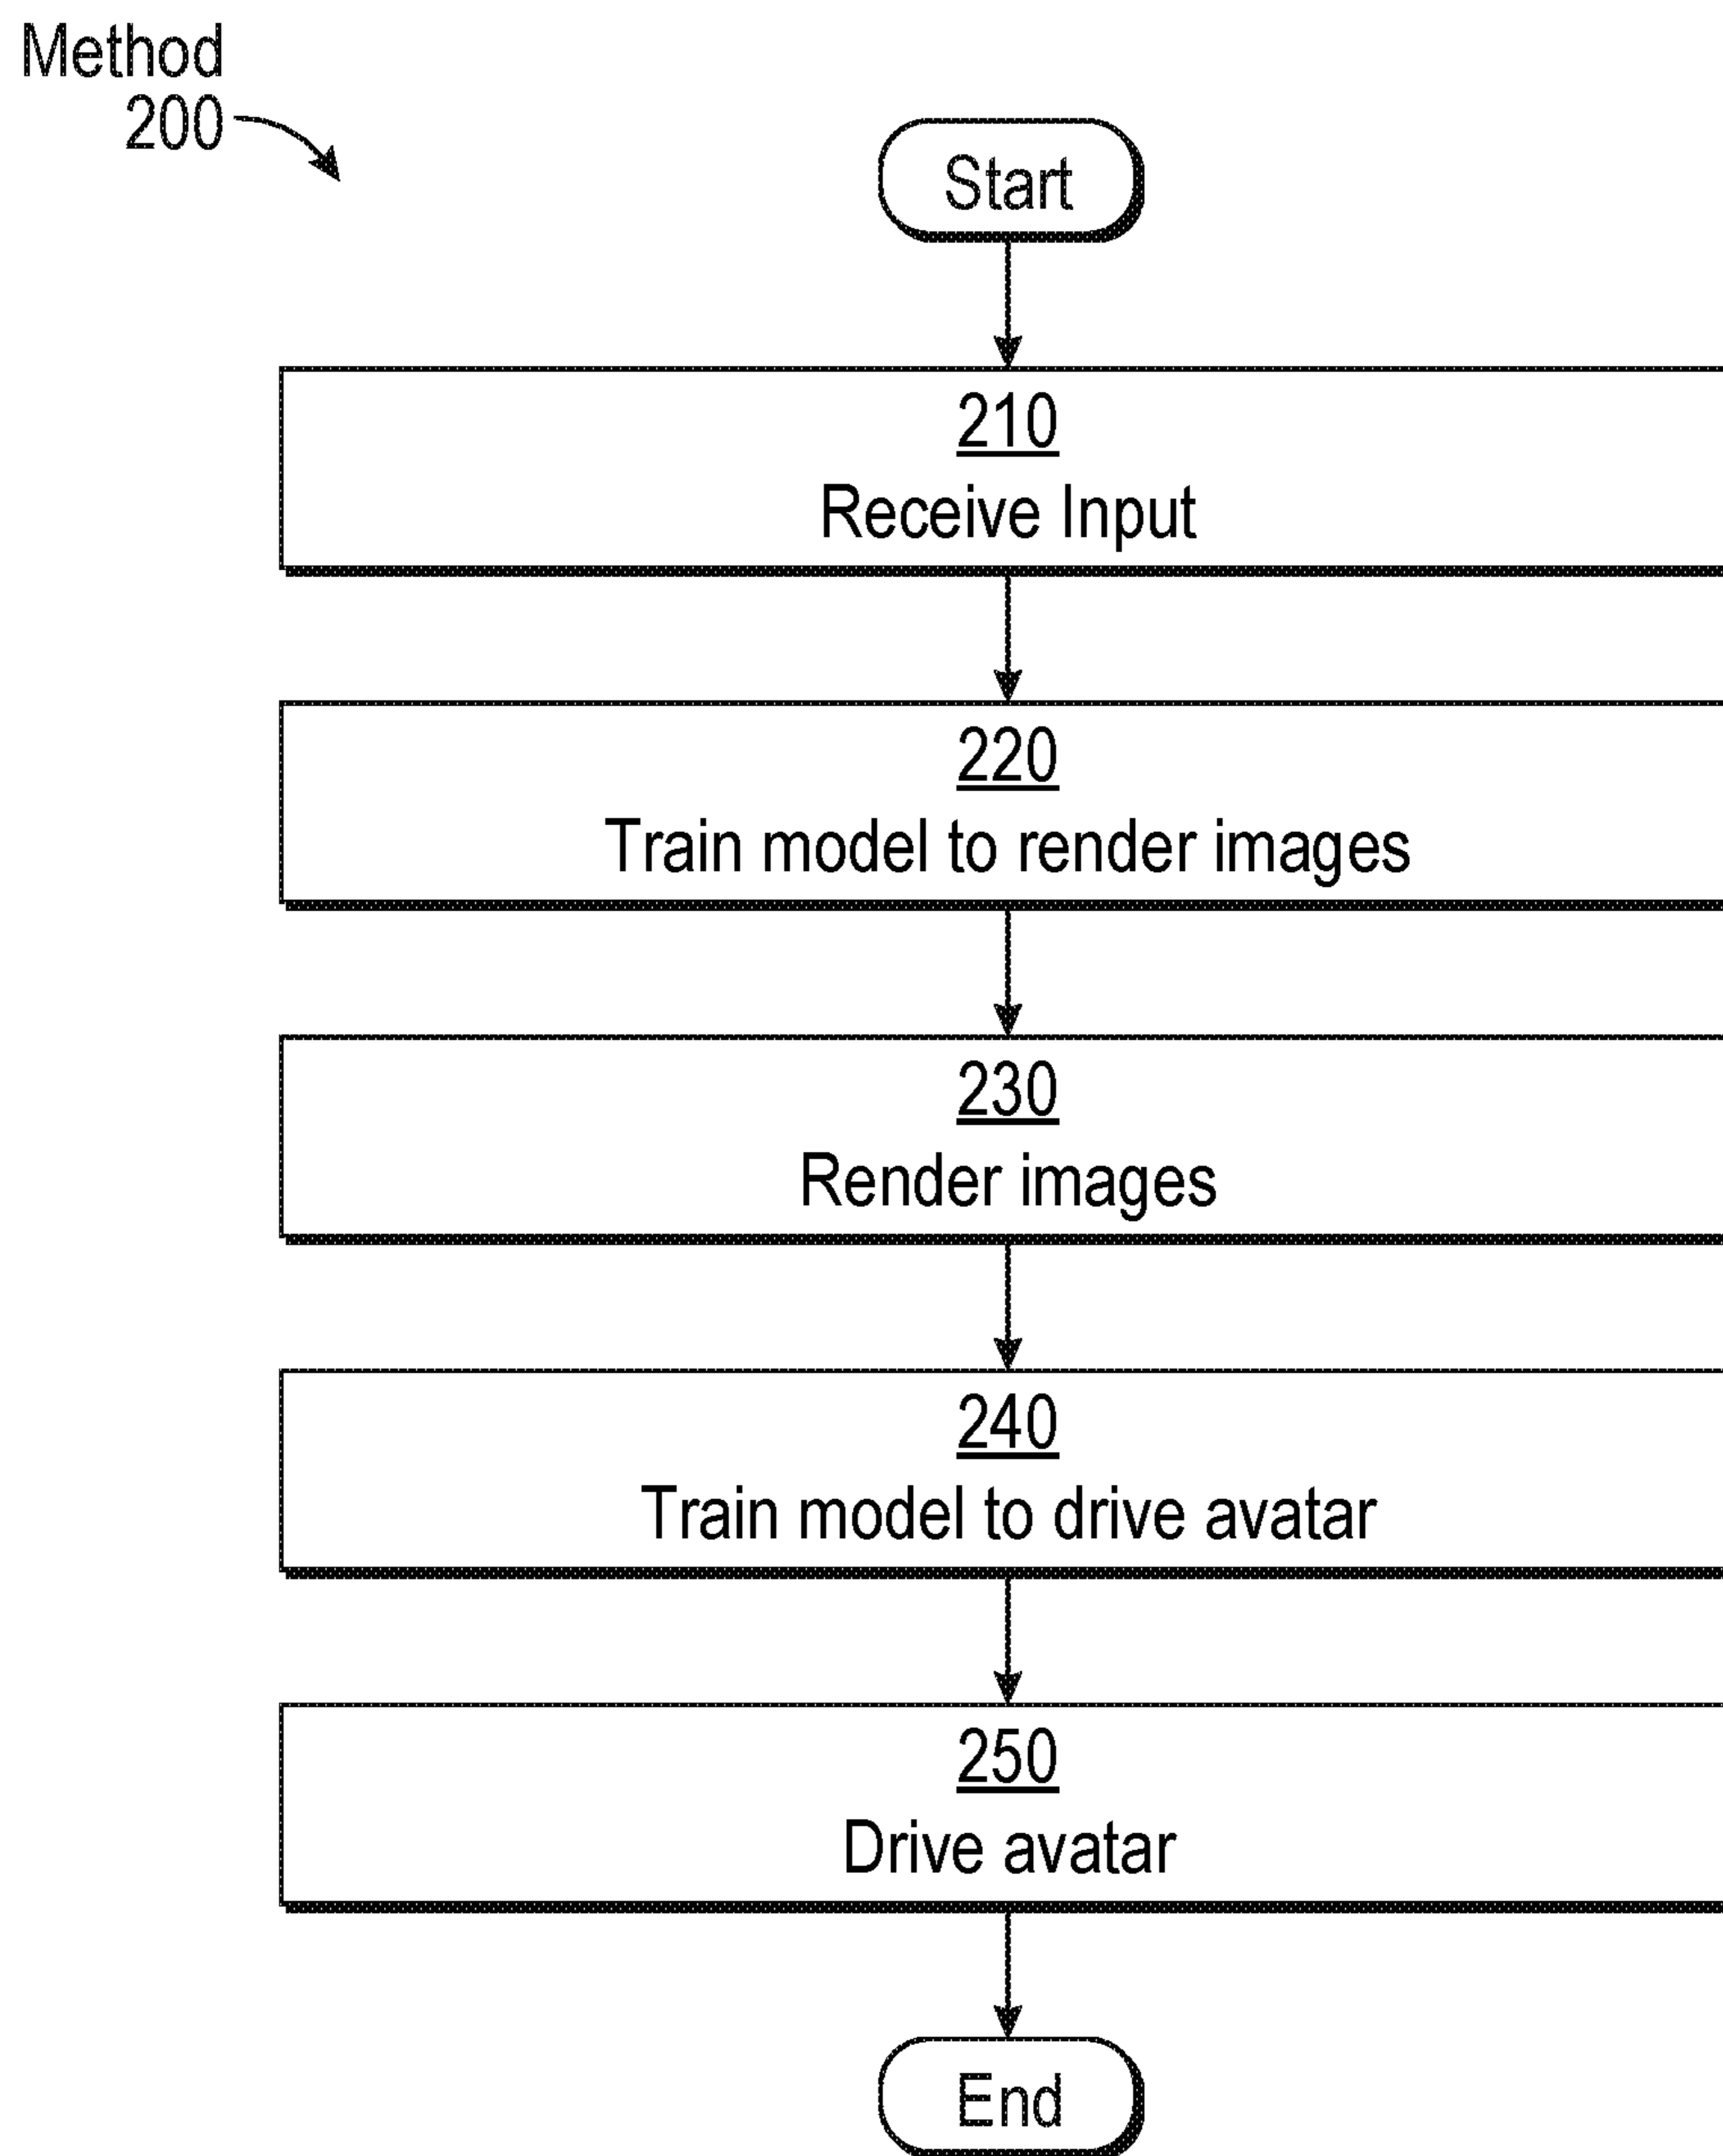 Method
200
Start
210
Receive Input
220
Train model to render images
230
Render images
240
Train model to drive avatar
250
Drive avatar
End